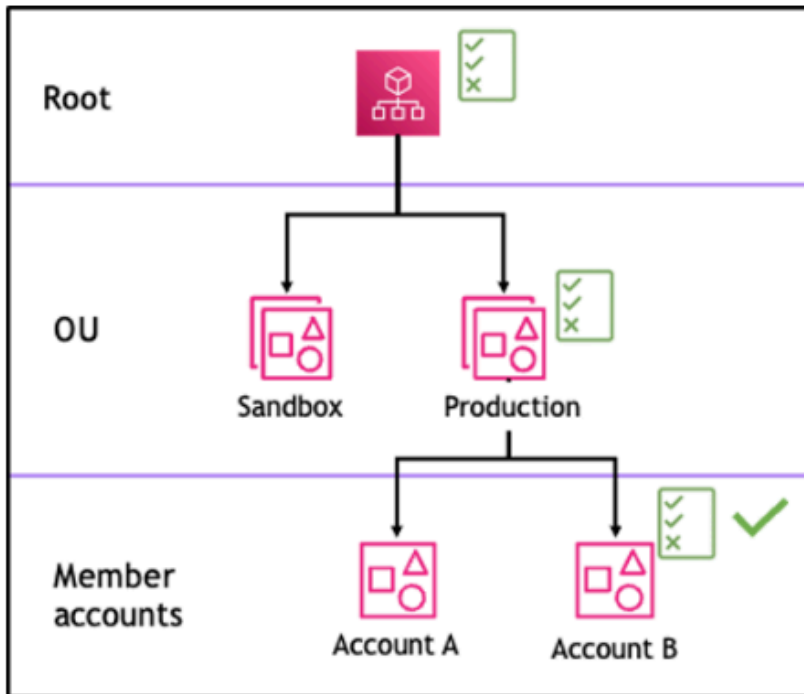 Root
OU
Sandbox
Production
Member
accounts
Account A
Account B